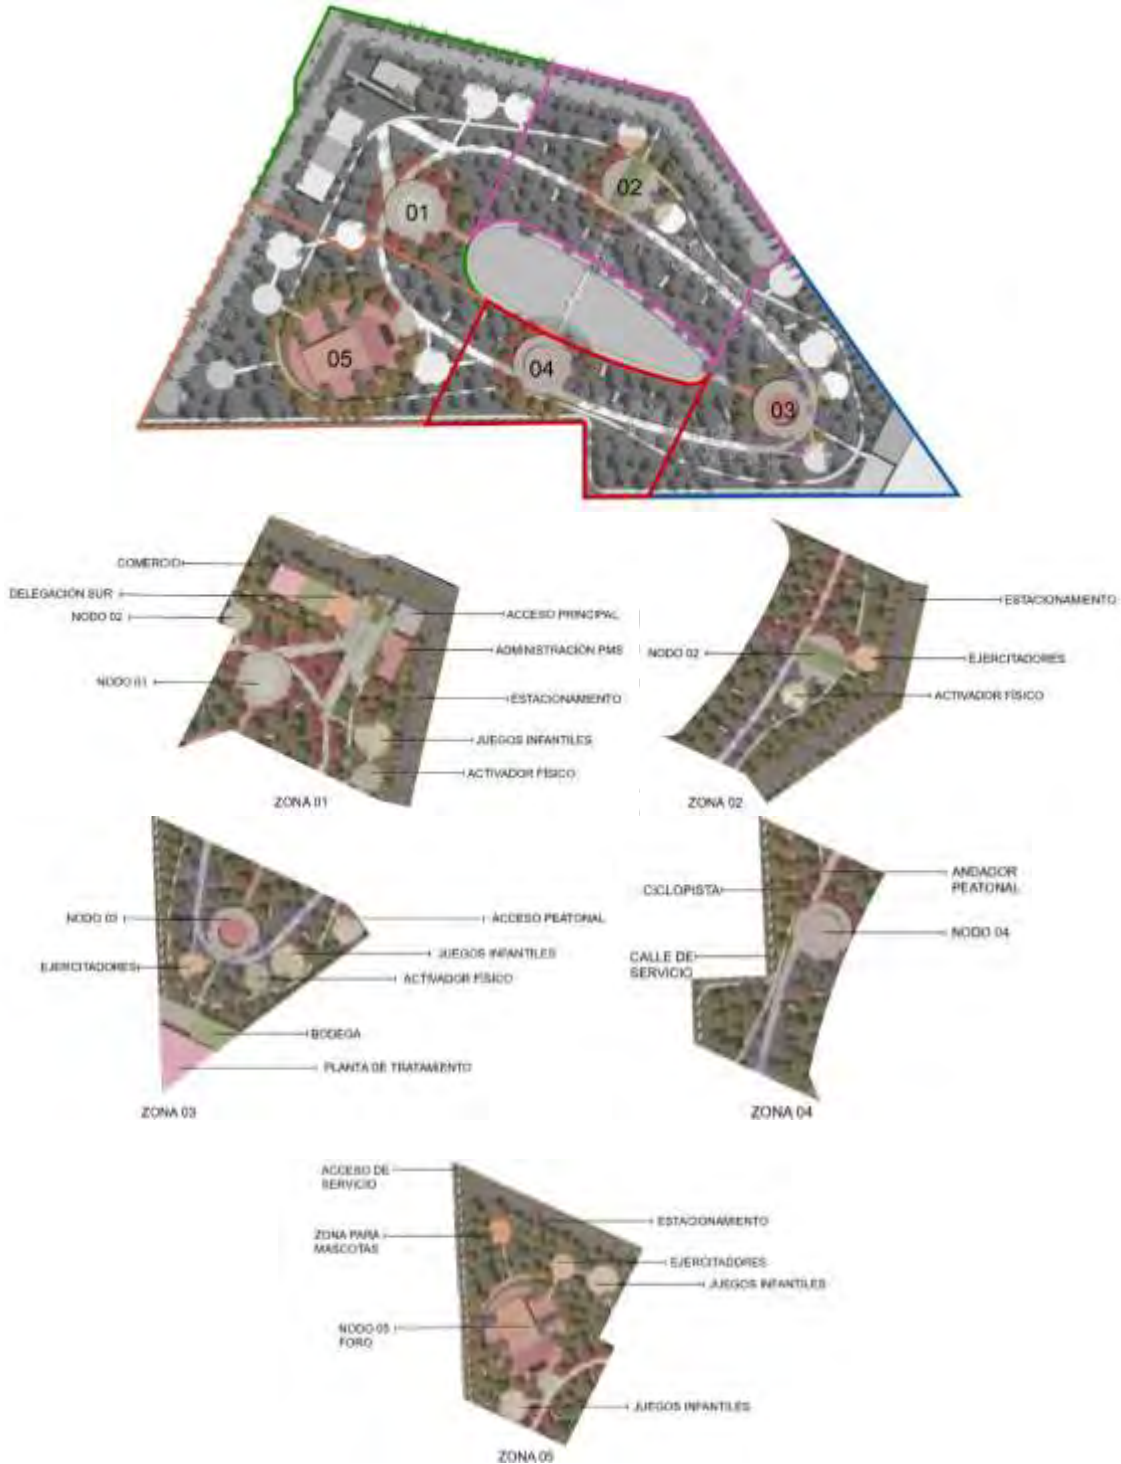 02
01
05
04
03
COMERCIO
DELEGACIÓN SUR
NODO 02
NODO 01
ACCESO PRINCIPAL
ADMINISTRACIÓN PMS
ESTACIONAMIENTO
JUEGOS INFANTILES
ACTIVADOR FÍSICO
ZONA 01
ESTACIONAMIENTO
NODO 02
EJERCITADORES
ACTIVADOR FÍSICO
ZONA 02
NODO 03
ACCESO PEATONAL
JUEGOS INFANTILES
EJERCITADORES
ACTIVADOR FÍSICO
BODEGA
PLANTA DE TRATAMIENTO
ZONA 03
ANDADOR
PEATONAL
CICLOPISTA
NODO 04
CALLE DE
SERVICIO
ZONA 04
ACCESO DE
SERVICIO
ESTACIONAMIENTO
ZONA PARA
MASCOTAS
EJERCITADORES
JUEGOS INFANTILES
NODO 05
FORO
JUEGOS INFANTILES
ZONA 05